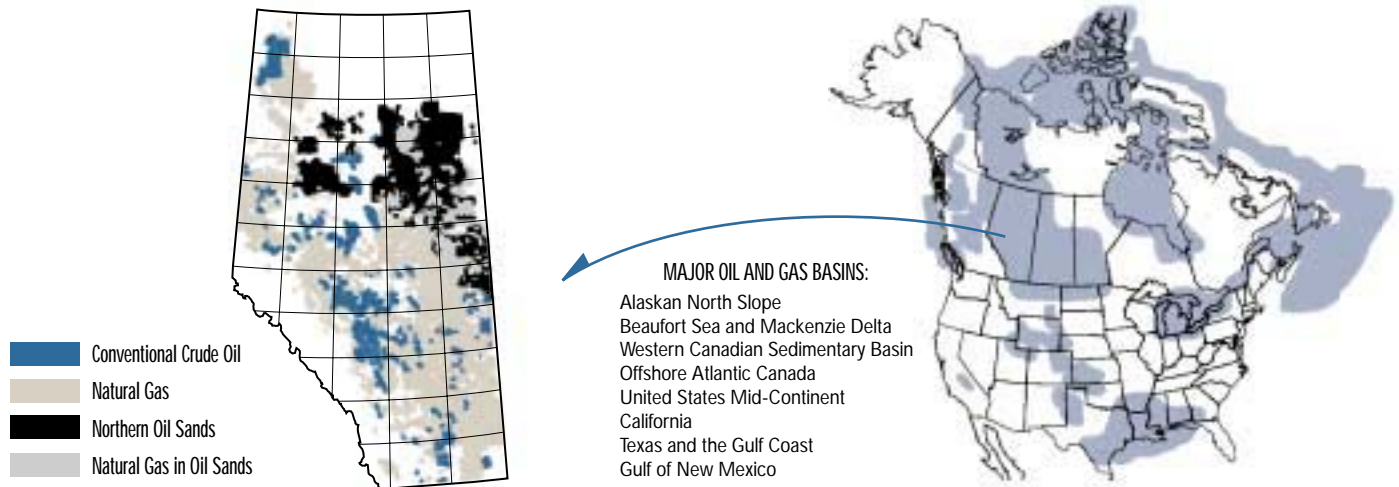 Conventional Crude Oil
Natural Gas
Northern Oil Sands
Natural Gas in Oil Sands
MAJOR OIL AND GAS BASINS:
Alaskan North Slope
Beaufort Sea and Mackenzie Delta
Western Canadian Sedimentary Basin
Offshore Atlantic Canada
United States Mid-Continent
California
Texas and the Gulf Coast
Gulf of New Mexico